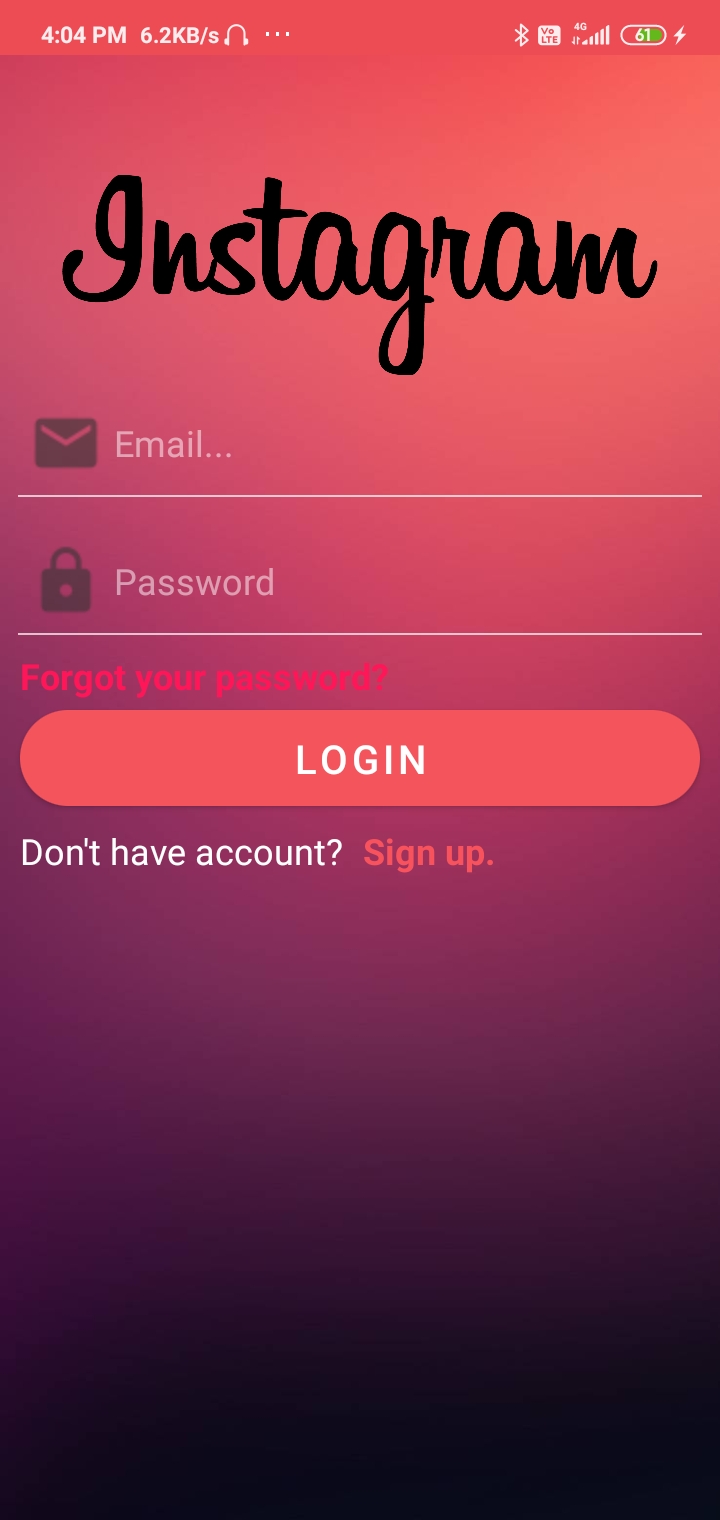 4:04 PM 6.2KB/s ... Vo LTE 4G 61
Instagram
Email...
Password
Forgot your password?
LOGIN
Don't have account? Sign up.